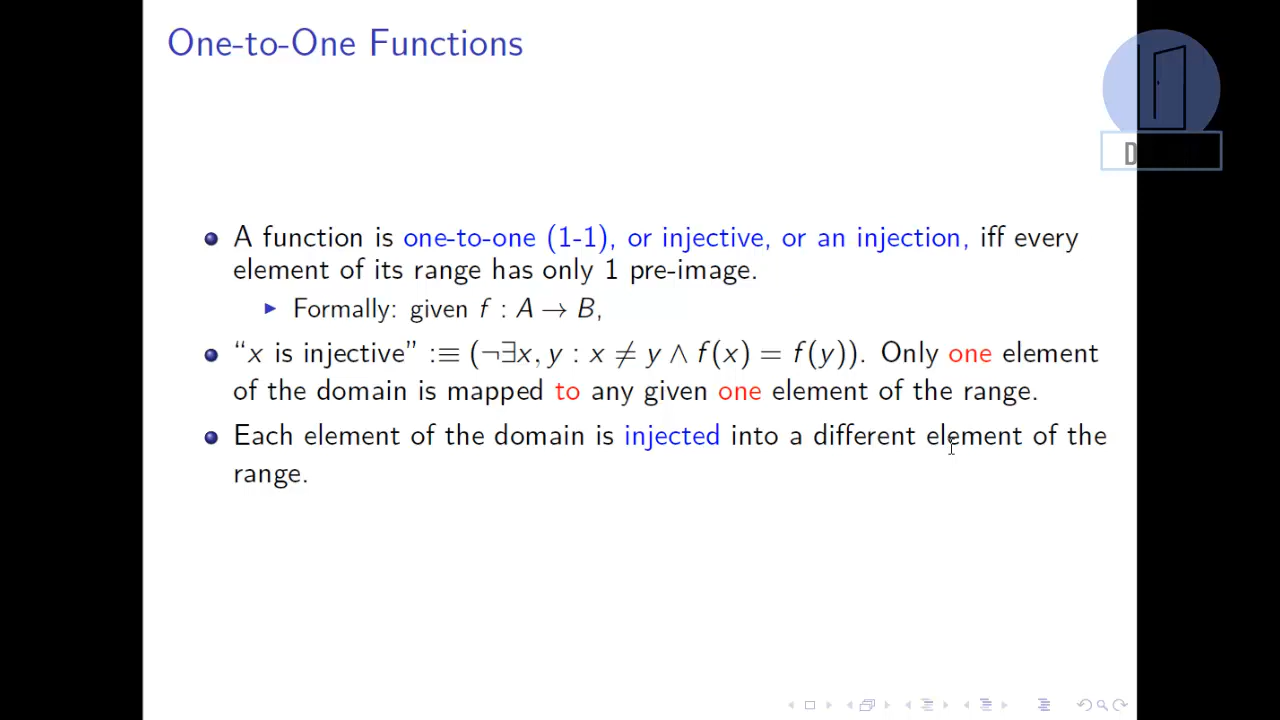 One-to-One Functions
D
A function is one-to-one (1-1), or injective, or an injection, iff every
element of its range has only 1 pre-image.
Formally: given f : A → B,
“x is injective” :≡ (¬∃x, y : x ≠ y ∧ f(x) = f(y)). Only one element
of the domain is mapped to any given one element of the range.
Each element of the domain is injected into a different element of the
range.